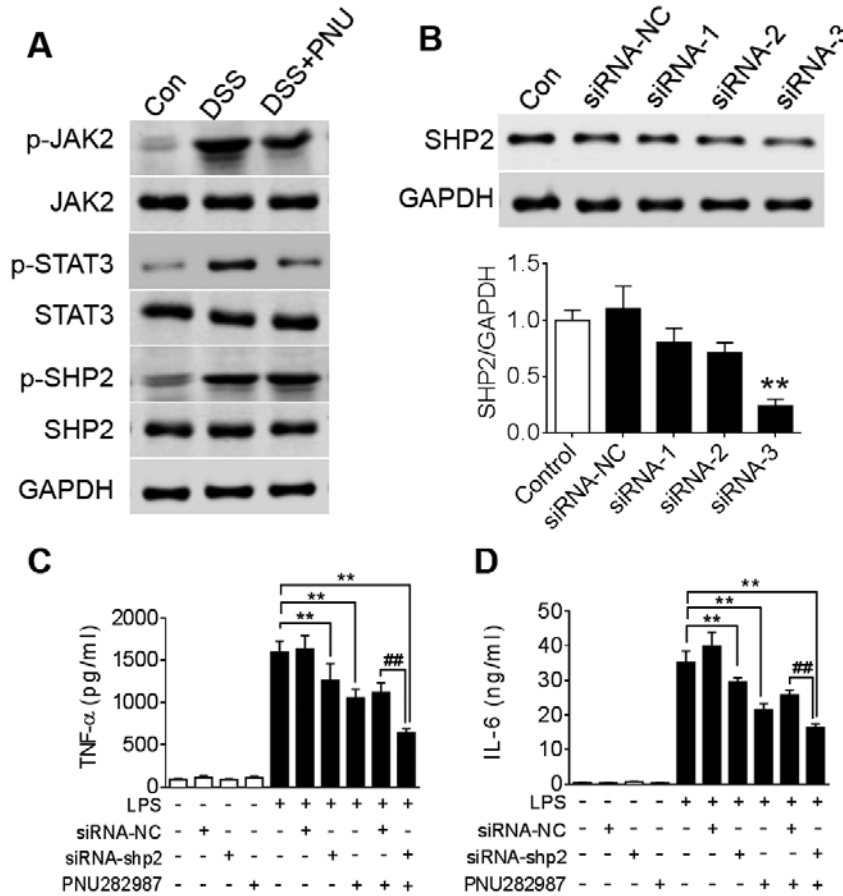 A
Con DSS DSS+PNU
p-JAK2
JAK2
p-STAT3
STAT3
p-SHP2
SHP2
GAPDH
B
Con siRNA-NC siRNA-1 siRNA-2 siRNA-3
SHP2
GAPDH
SHP2/GAPDH
1.5
1.0
0.5
0.0
**
Control siRNA-NC siRNA-1 siRNA-2 siRNA-3
C
TNF-α (pg/ml)
2000
1500
1000
500
0
**
**
**
##
LPS - - - - + + + + + +
siRNA-NC - + - - - + - - + -
siRNA-shp2 - - + - - - + - - +
PNU282987 - - - + - - - + + +
D
IL-6 (ng/ml)
50
40
30
20
10
0
**
**
**
##
LPS - - - - + + + + + +
siRNA-NC - + - - - + - - + -
siRNA-shp2 - - + - - - + - - +
PNU282987 - - - + - - - + + +